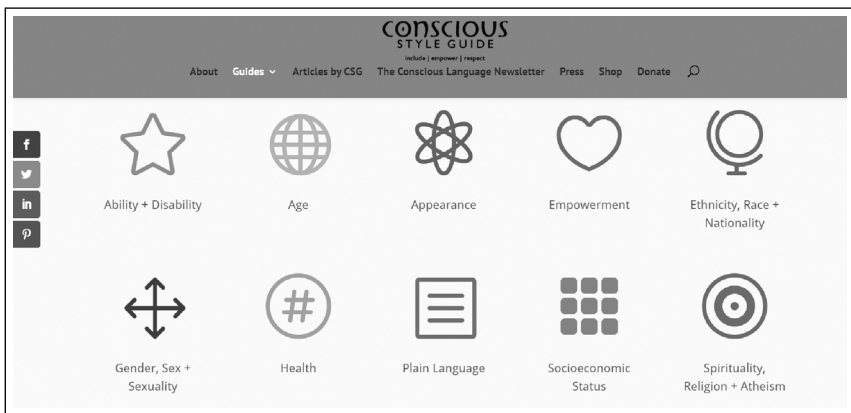 CONSCIOUS
STYLE GUIDE
include | empower | respect
About Guides Articles by CSG The Conscious Language Newsletter Press Shop Donate
f
in
Ability + Disability
Age
Appearance
Empowerment
Ethnicity, Race +
Nationality
#
Gender, Sex +
Sexuality
Health
Plain Language
Socioeconomic
Status
Spirituality,
Religion + Atheism